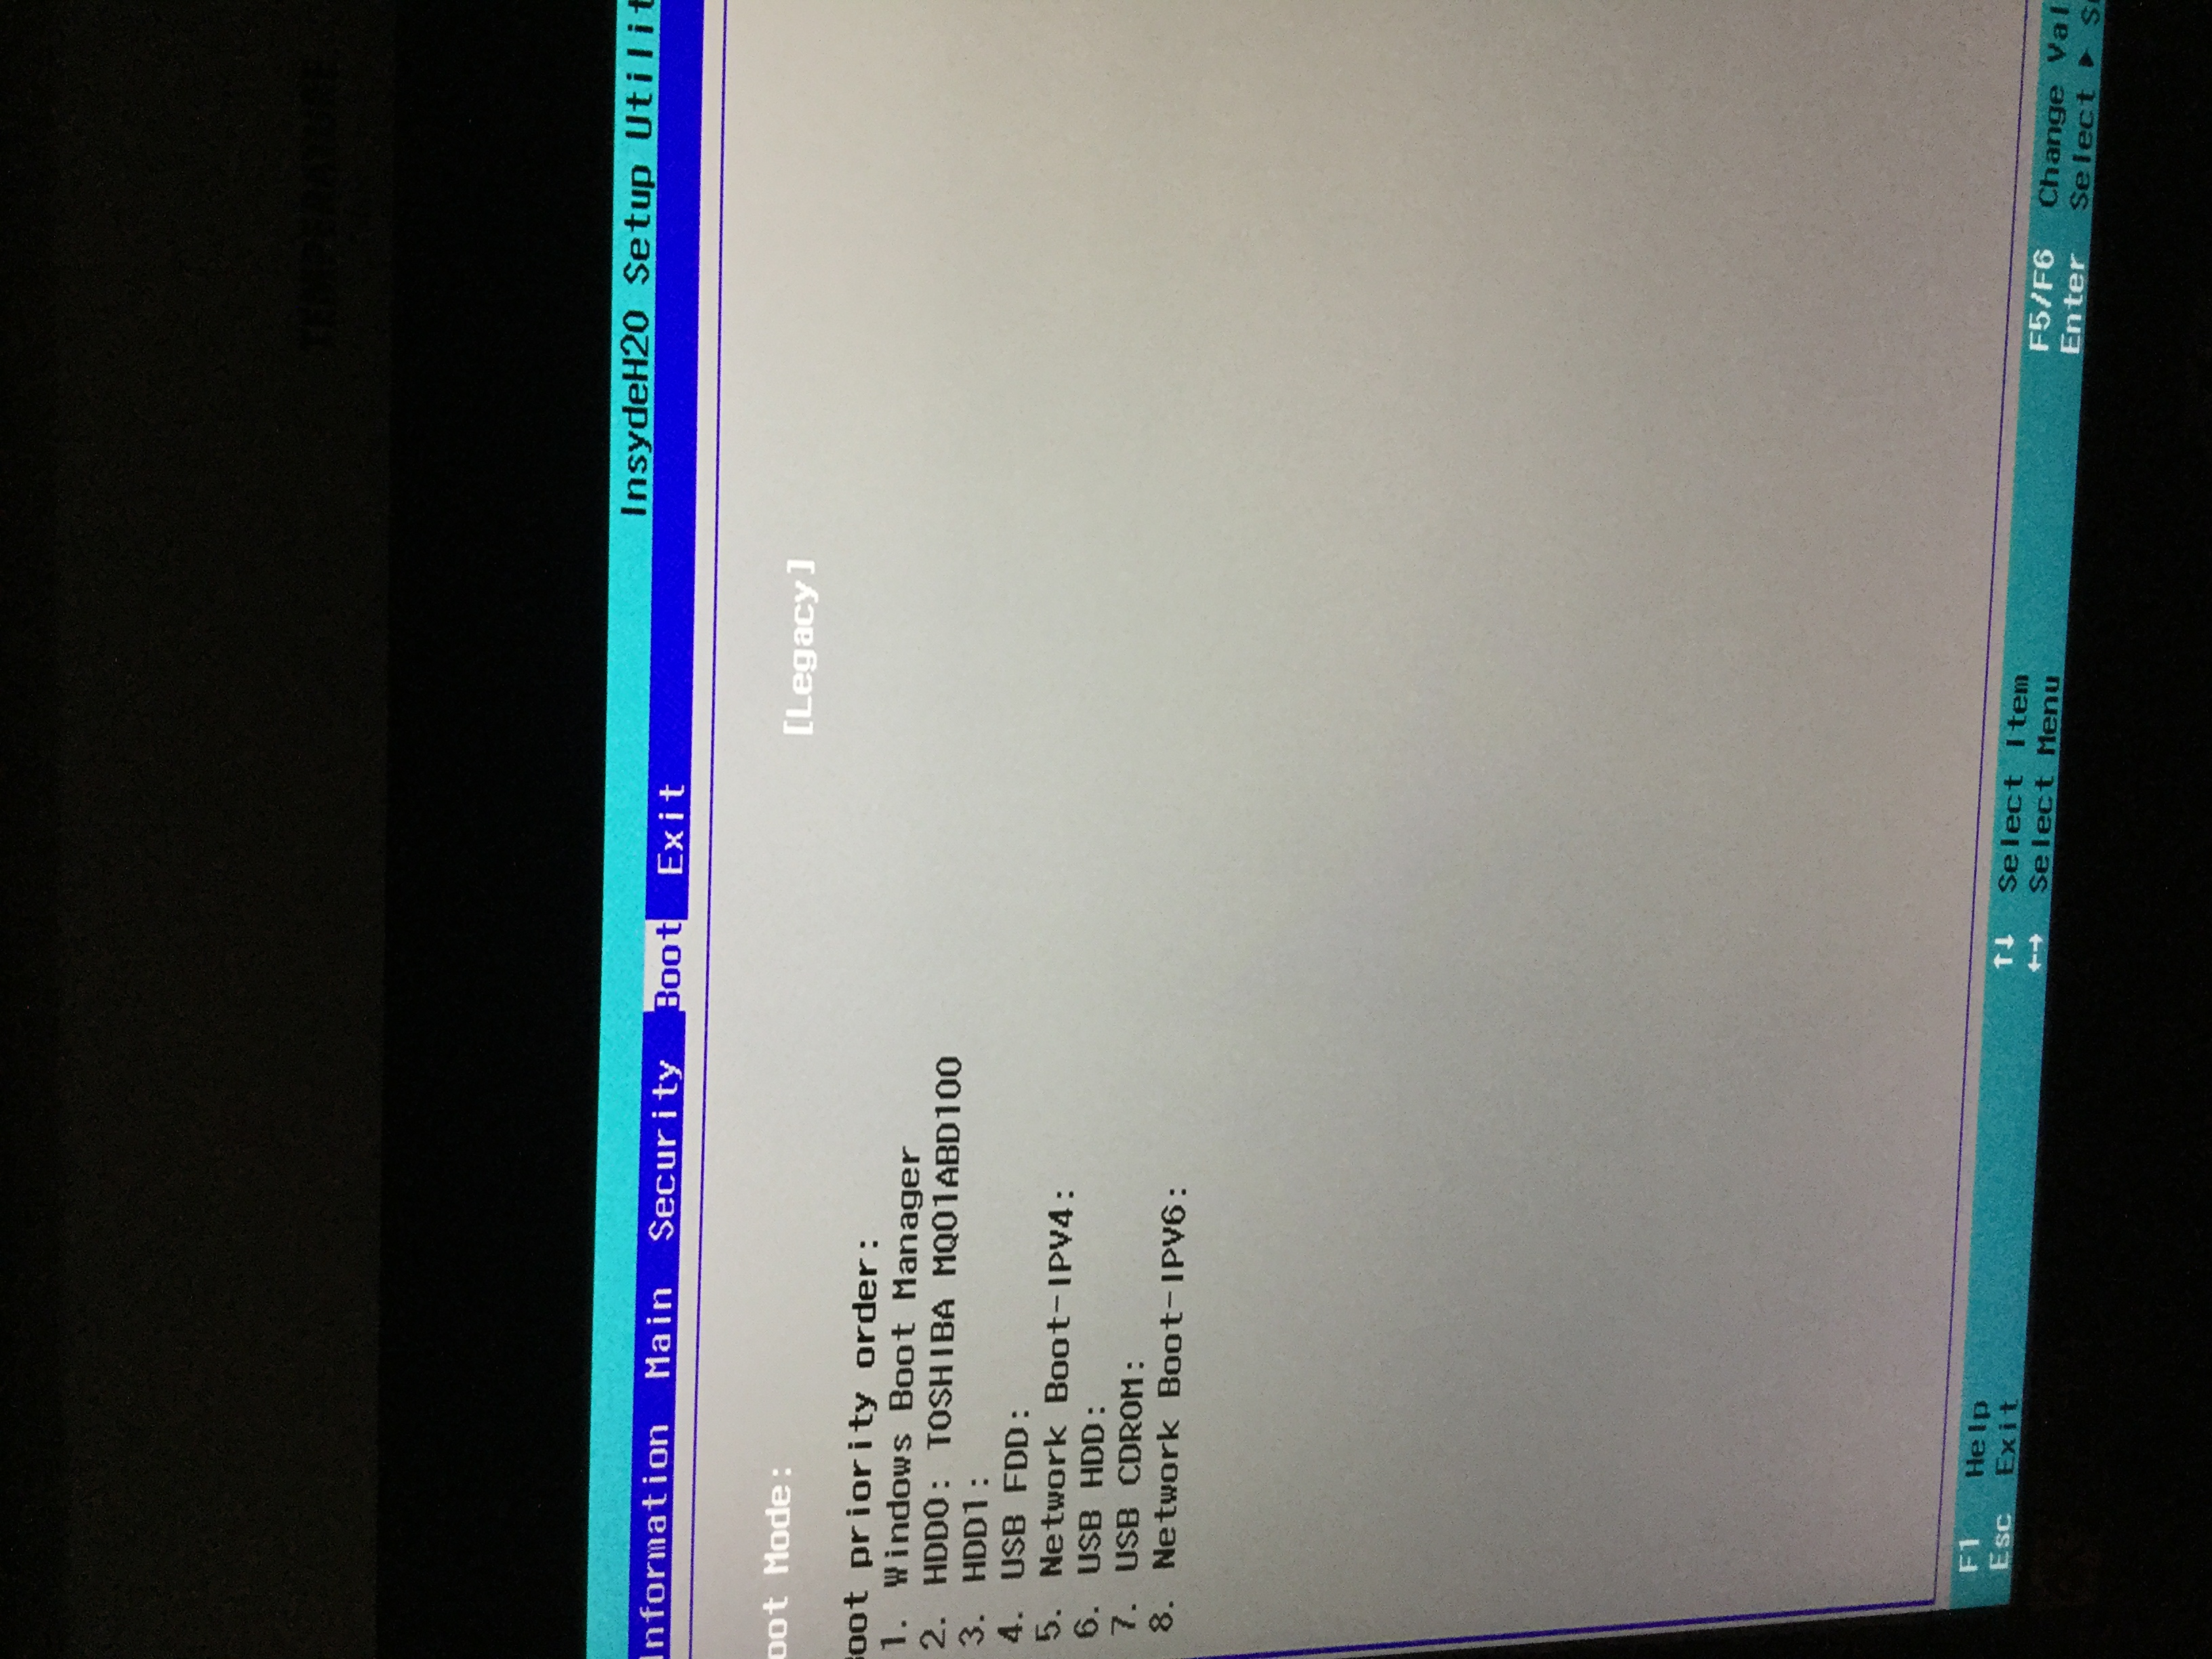 TEMPERATURE
InsydeH20 Setup Utilit
Information Main Security Boot Exit
oot Mode: [Legacy]
oot priority order:
1. Windows Boot Manager
2. HDD0: TOSHIBA MQ01ABD100
3. HDD1:
4. USB FDD:
5. Network Boot-IPV4:
6. USB HDD:
7. USB CDROM:
8. Network Boot-IPV6:
F1 Help
Esc Exit
↑↓ Select Item
←→ Select Menu
F5/F6 Change Val
Enter Select ▶ S